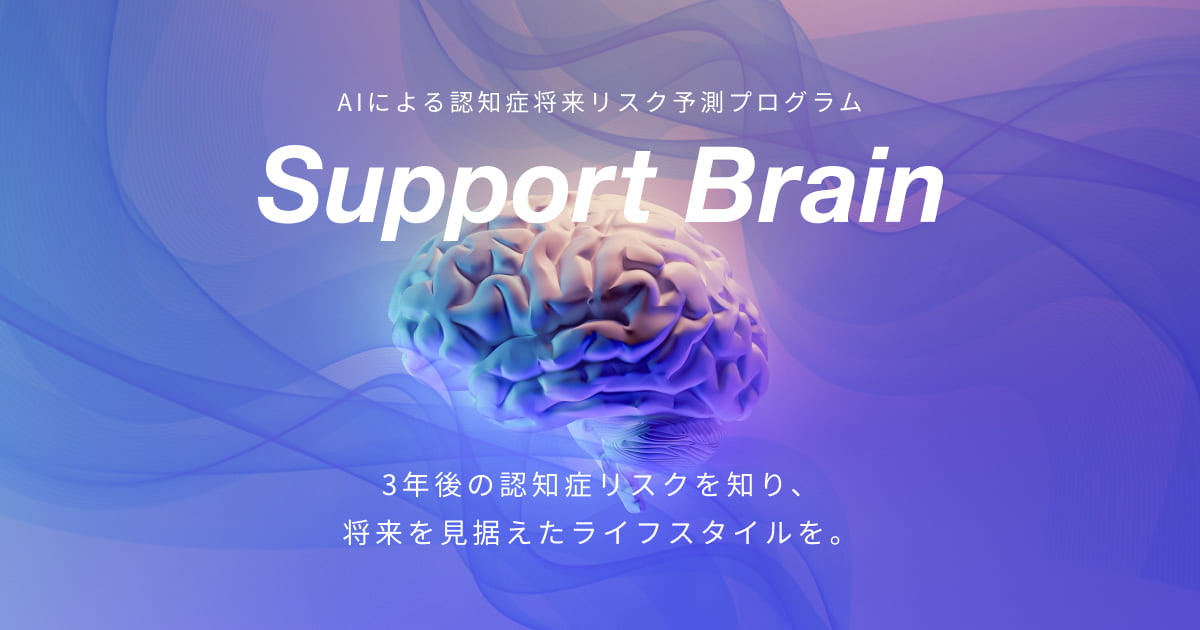 AIによる認知症将来リスク予測プログラム
Support Brain
3年後の認知症リスクを知り、
将来を見据えたライフスタイルを。